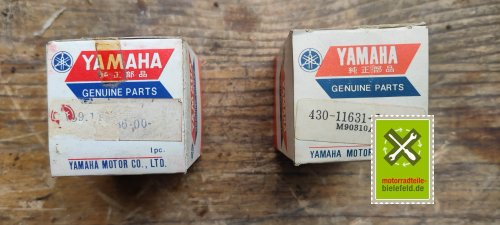 YAMAHA
純正部品
GENUINE PARTS
1pc.
YAMAHA MOTOR CO., LTD.
YAMAHA
純正部品
GENUINE PARTS
430-11631-
M90310
YAMAHA MOTOR
motorradteile-
bielefeld.de